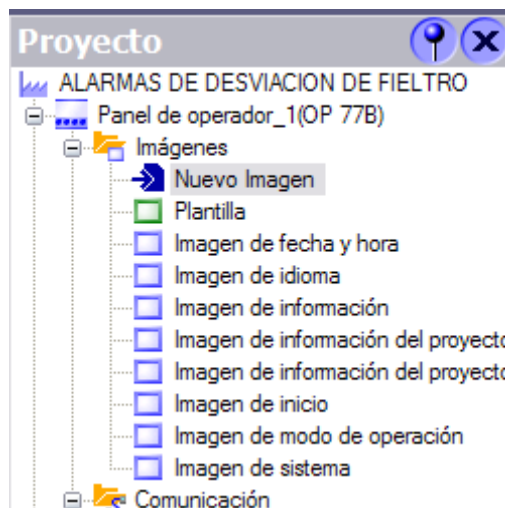 Proyecto
ALARMAS DE DESVIACION DE FIELTRO
Panel de operador_1(OP 77B)
Imágenes
Nuevo Imagen
Plantilla
Imagen de fecha y hora
Imagen de idioma
Imagen de información
Imagen de información del proyecto
Imagen de información del proyecto
Imagen de inicio
Imagen de modo de operación
Imagen de sistema
Comunicación